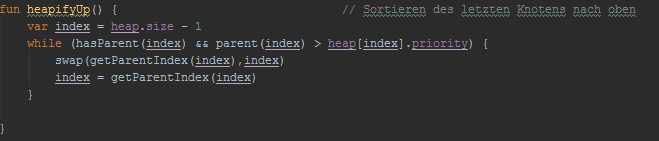 fun heapifyUp() { // Sortieren des letzten Knotens nach oben
var index = heap.size - 1
while (hasParent(index) && parent(index) > heap[index].priority) {
swap(getParentIndex(index),index)
index = getParentIndex(index)
}
}